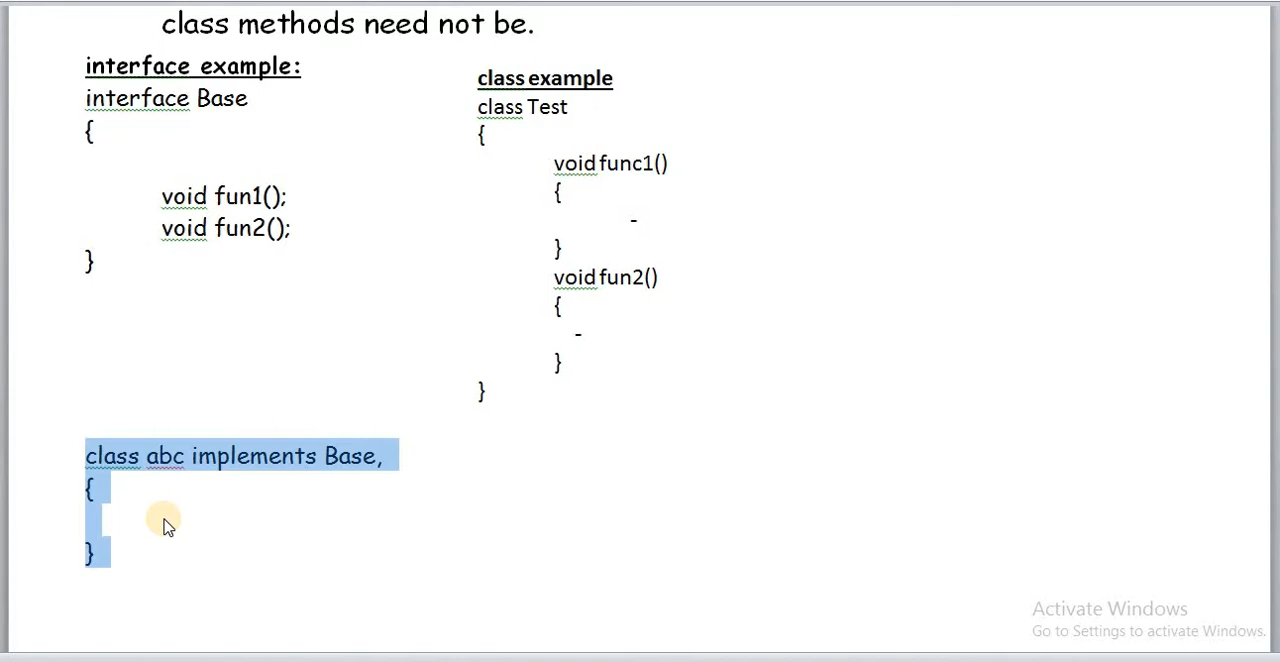 class methods need not be.
interface example:
interface Base
{
void fun1();
void fun2();
}
class example
class Test
{
void func1()
{
-
}
void fun2()
{
-
}
}
class abc implements Base,
{
}
Activate Windows
Go to Settings to activate Windows.